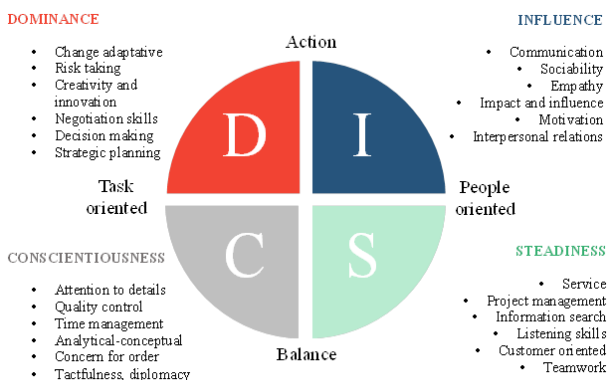 DOMINANCE
• Change adaptative
• Risk taking
• Creativity and
innovation
• Negotiation skills
• Decision making
• Strategic planning
INFLUENCE
• Communication
• Sociability
• Empathy
• Impact and influence
• Motivation
• Interpersonal relations
Action
D
I
Task
oriented
People
oriented
C
S
Balance
CONSCIENTIOUSNESS
• Attention to details
• Quality control
• Time management
• Analytical-conceptual
• Concern for order
• Tactfulness, diplomacy
STEADINESS
• Service
• Project management
• Information search
• Listening skills
• Customer oriented
• Teamwork